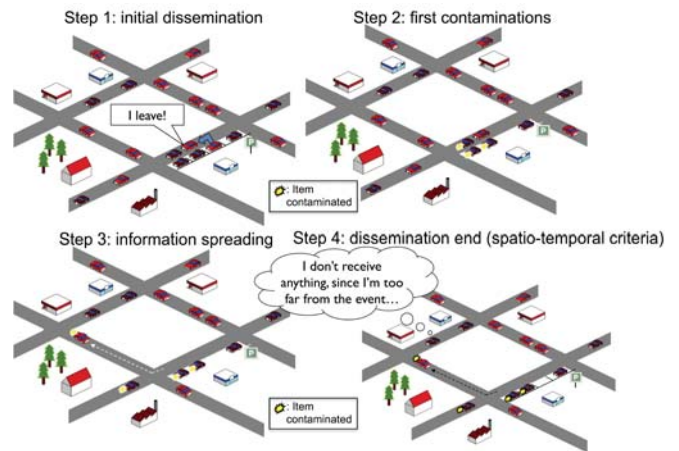 Step 1: initial dissemination
Step 2: first contaminations
I leave!
P
P
: Item
contaminated
Step 3: information spreading
Step 4: dissemination end (spatio-temporal criteria)
I don't receive
anything, since I'm too
far from the event...
P
P
: Item
contaminated